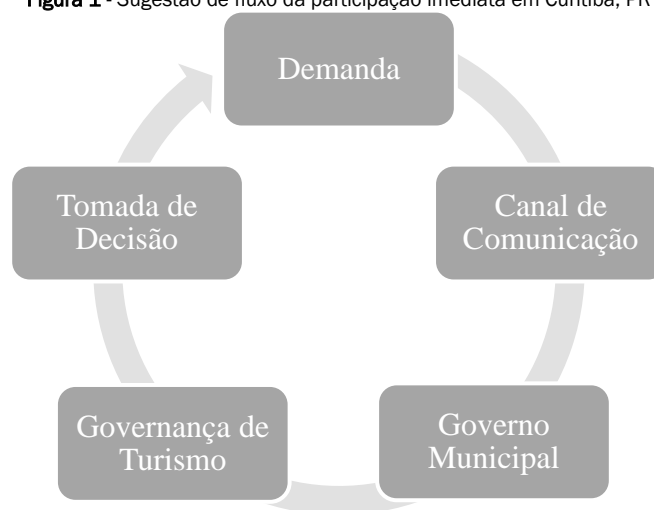 Figura 1 - Sugestão de fluxo da participação imediata em Curitiba, PR
Demanda
Canal de
Comunicação
Governo
Municipal
Governança de
Turismo
Tomada de
Decisão